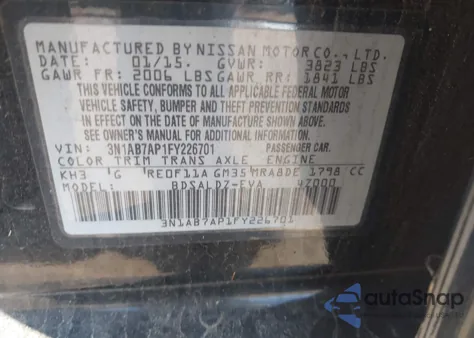 MANUFACTURED BY NISSAN MOTOR CO., LTD.
DATE: 01/15. GVWR: 3823 LBS
GAWR FR: 2006 LBS GAWR RR: 1841 LBS
THIS VEHICLE CONFORMS TO ALL APPLICABLE FEDERAL MOTOR
VEHICLE SAFETY, BUMPER AND THEFT PREVENTION STANDARDS
IN EFFECT ON THE DATE OF MANUFACTURE SHOWN ABOVE.
SEE OWNER'S MANUAL FOR ADDITIONAL INFORMATION.
VIN: 3N1AB7AP1FY226701 PASSENGER CAR.
COLOR TRIM TRANS AXLE ENGINE
KH3 G RE0F11A GM35 MRA8DE 1798 CC
BDSALDZ-EVA 4Z000
3N1AB7AP1FY226701
autoSnap